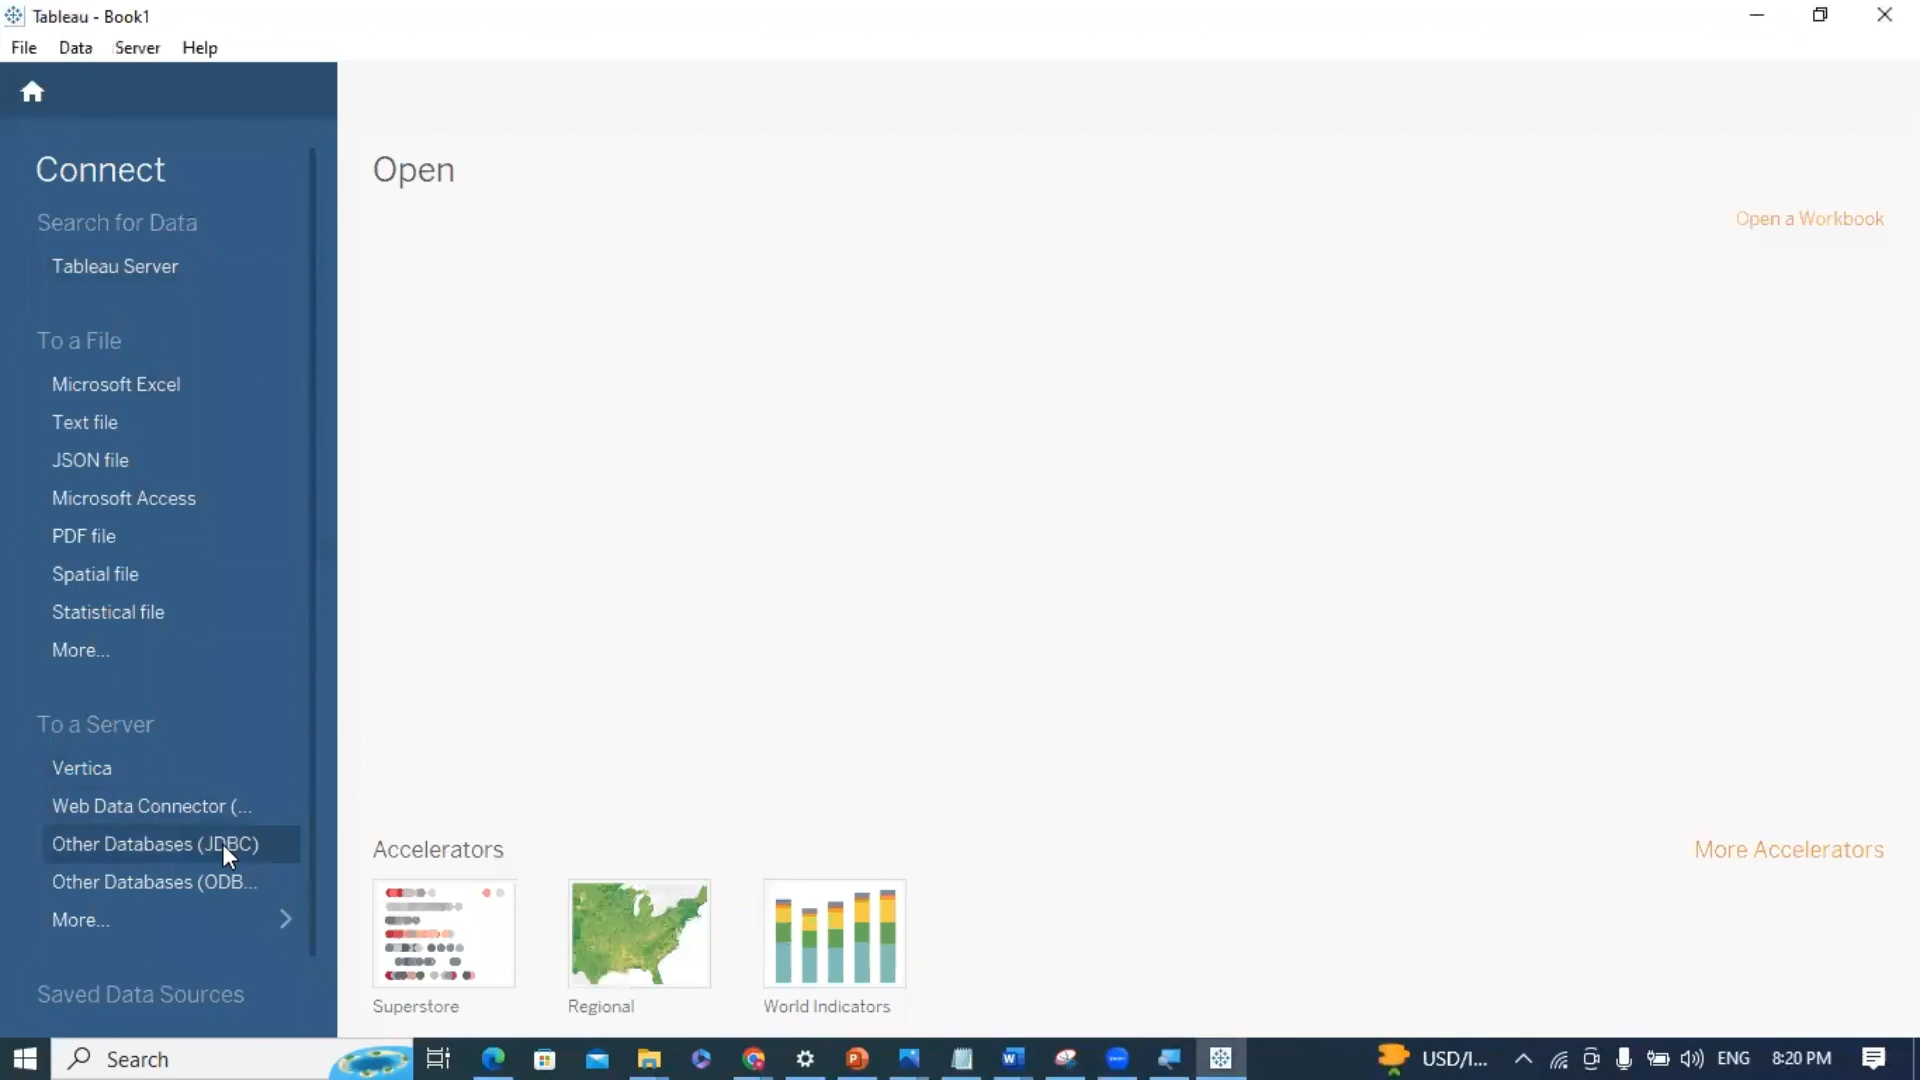 Tableau - Book1
File Data Server Help
Connect
Search for Data
Tableau Server
To a File
Microsoft Excel
Text file
JSON file
Microsoft Access
PDF file
Spatial file
Statistical file
More...
To a Server
Vertica
Web Data Connector (...
Other Databases (JDBC)
Other Databases (ODB...
More...
Saved Data Sources
Open
Open a Workbook
Accelerators
More Accelerators
Superstore
Regional
World Indicators
Search
USD/I...
ENG
8:20 PM